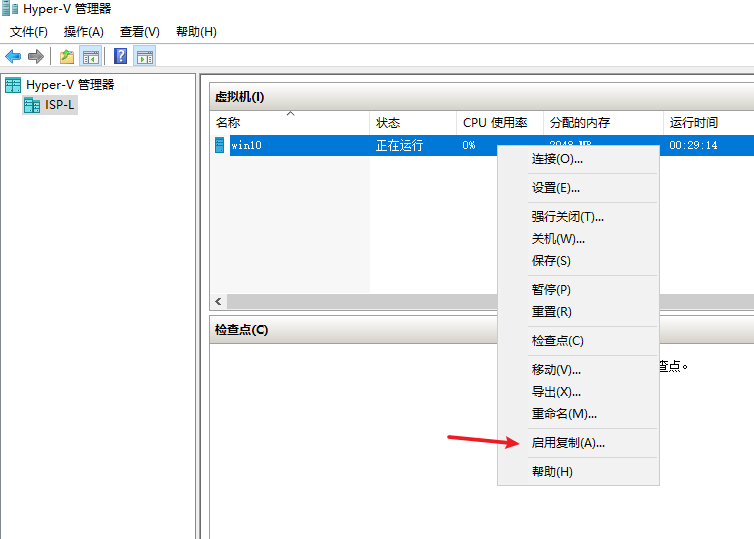 Hyper-V 管理器
文件(F) 操作(A) 查看(V) 帮助(H)
Hyper-V 管理器
ISP-L
虚拟机(I)
名称 状态 CPU 使用率 分配的内存 运行时间
win10 正在运行 0% 2048 MB 00:29:14
连接(O)...
设置(E)...
强行关闭(T)...
关机(W)...
保存(S)
暂停(P)
重置(R)
检查点(C)
移动(V)...
导出(X)...
重命名(M)...
启用复制(A)...
帮助(H)
检查点(C)
查点。